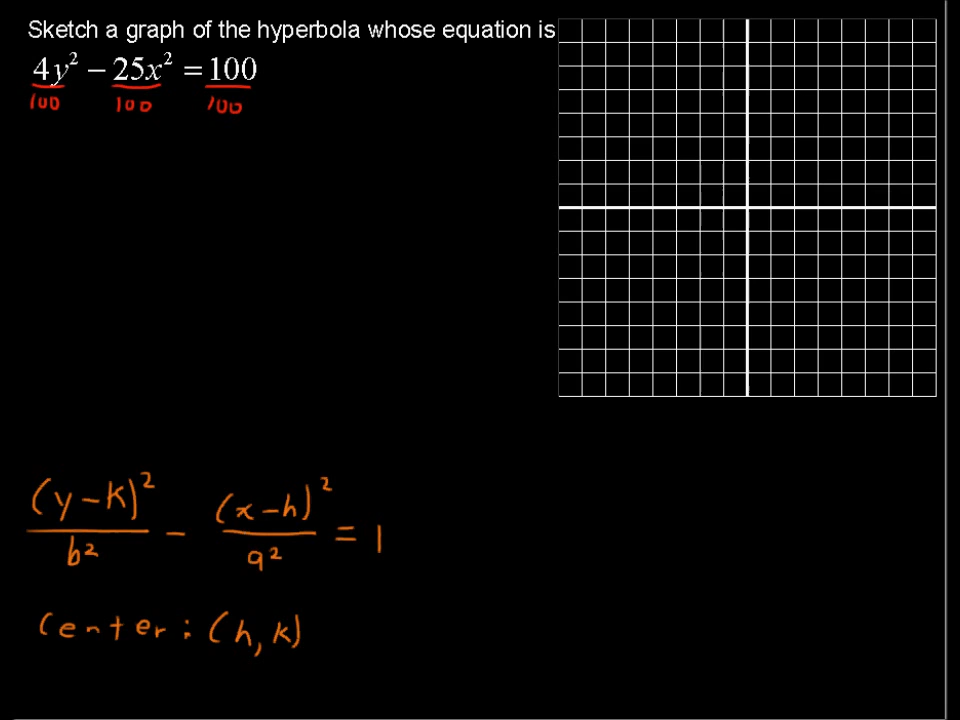 Sketch a graph of the hyperbola whose equation is
4y² − 25x² = 100
100 100 100
(y−k)² − (x−h)² = 1
b² a²
Center : (h, k)